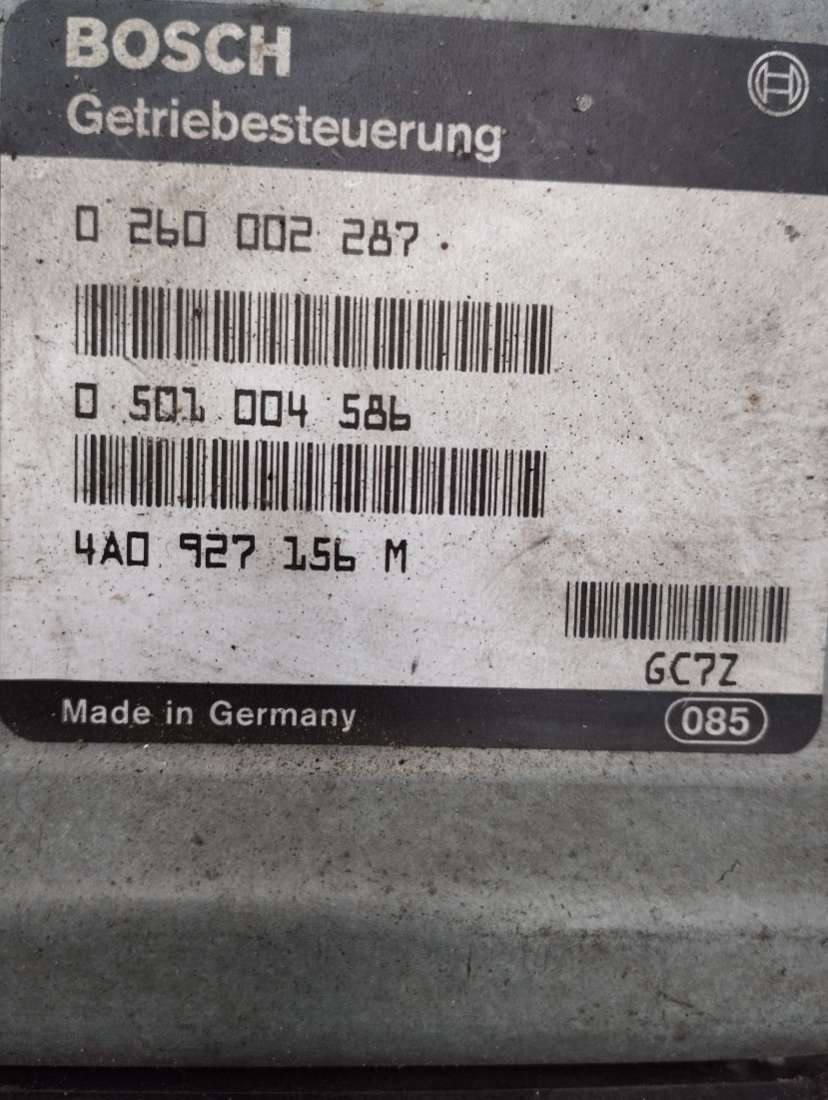 BOSCH
Getriebesteuerung
0 260 002 287
0 501 004 586
4A0 927 156 M
GC7Z
Made in Germany
085